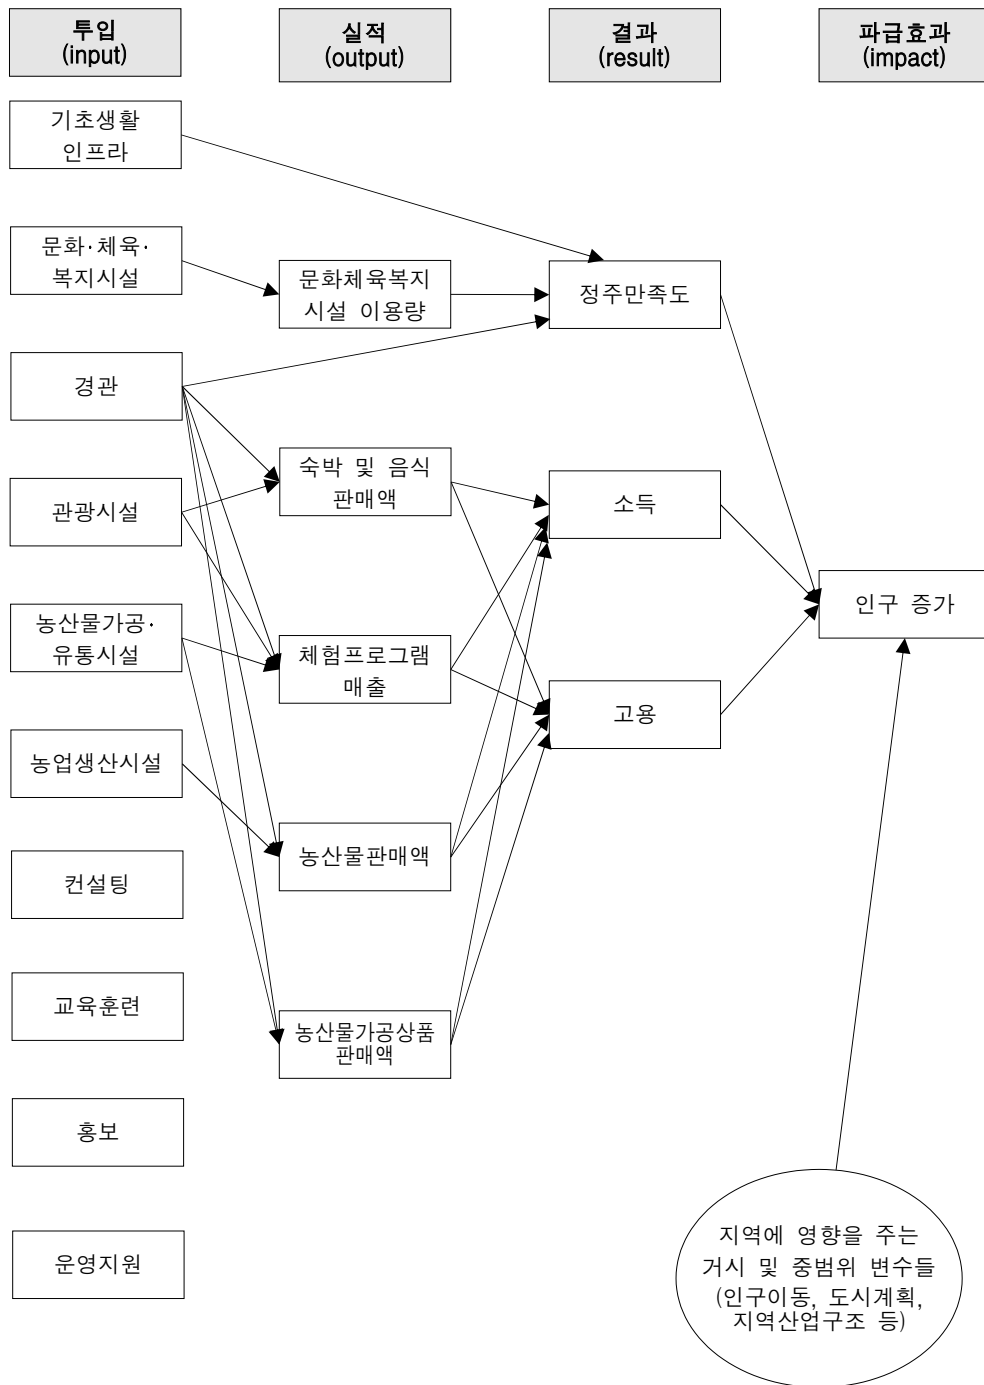 투입
(input)
실적
(output)
결과
(result)
파급효과
(impact)
기초생활
인프라
문화·체육·
복지시설
경관
관광시설
농산물가공·
유통시설
농업생산시설
컨설팅
교육훈련
홍보
운영지원
문화체육복지
시설 이용량
숙박 및 음식
판매액
체험프로그램
매출
농산물판매액
농산물가공상품
판매액
정주만족도
소득
고용
인구 증가
지역에 영향을 주는
거시 및 중범위 변수들
(인구이동, 도시계획,
지역산업구조 등)